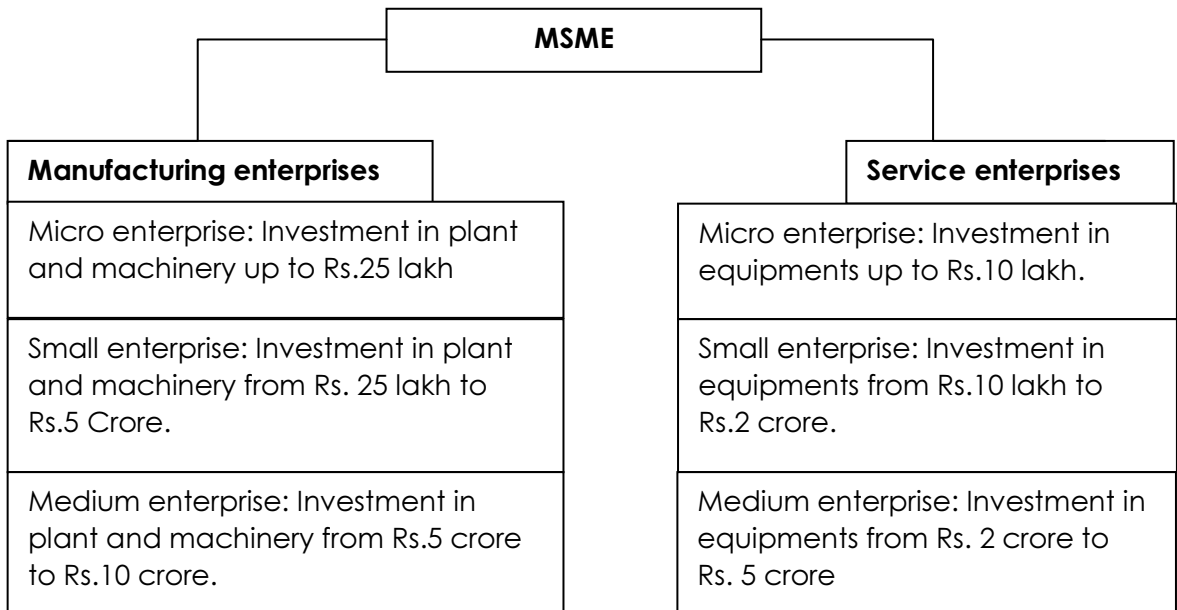 MSME
Manufacturing enterprises
Micro enterprise: Investment in plant
and machinery up to Rs.25 lakh
Small enterprise: Investment in plant
and machinery from Rs. 25 lakh to
Rs.5 Crore.
Medium enterprise: Investment in
plant and machinery from Rs.5 crore
to Rs.10 crore.
Service enterprises
Micro enterprise: Investment in
equipments up to Rs.10 lakh.
Small enterprise: Investment in
equipments from Rs.10 lakh to
Rs.2 crore.
Medium enterprise: Investment in
equipments from Rs. 2 crore to
Rs. 5 crore